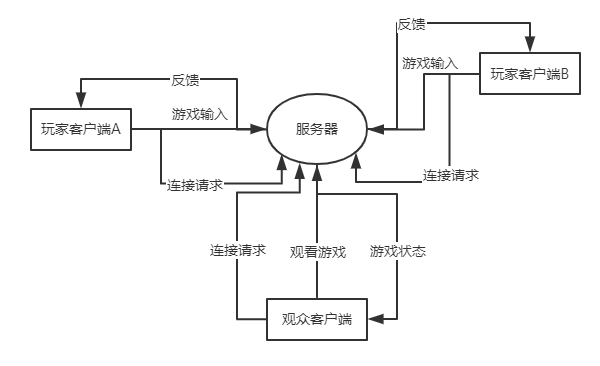 反馈
游戏输入
玩家客户端B
反馈
游戏输入
玩家客户端A
服务器
连接请求
连接请求
连接请求
观看游戏
游戏状态
观众客户端